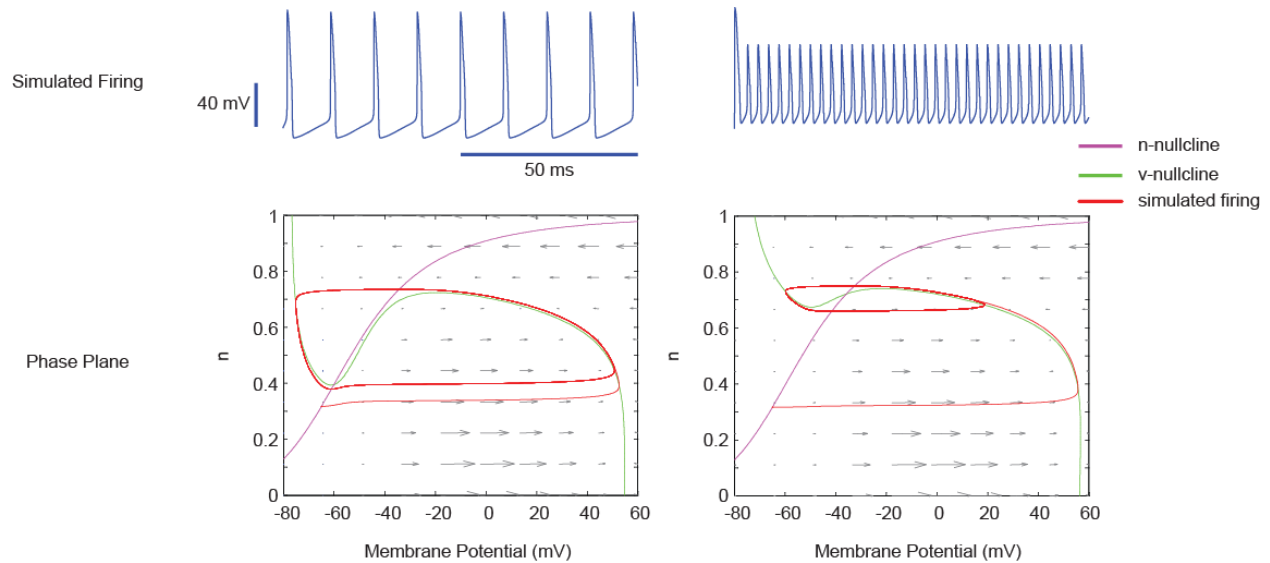 Simulated Firing
40 mV
50 ms
n-nullcline
v-nullcline
simulated firing
Phase Plane
n
1
0.8
0.6
0.4
0.2
0
-80 -60 -40 -20 0 20 40 60
Membrane Potential (mV)
n
1
0.8
0.6
0.4
0.2
0
-80 -60 -40 -20 0 20 40 60
Membrane Potential (mV)